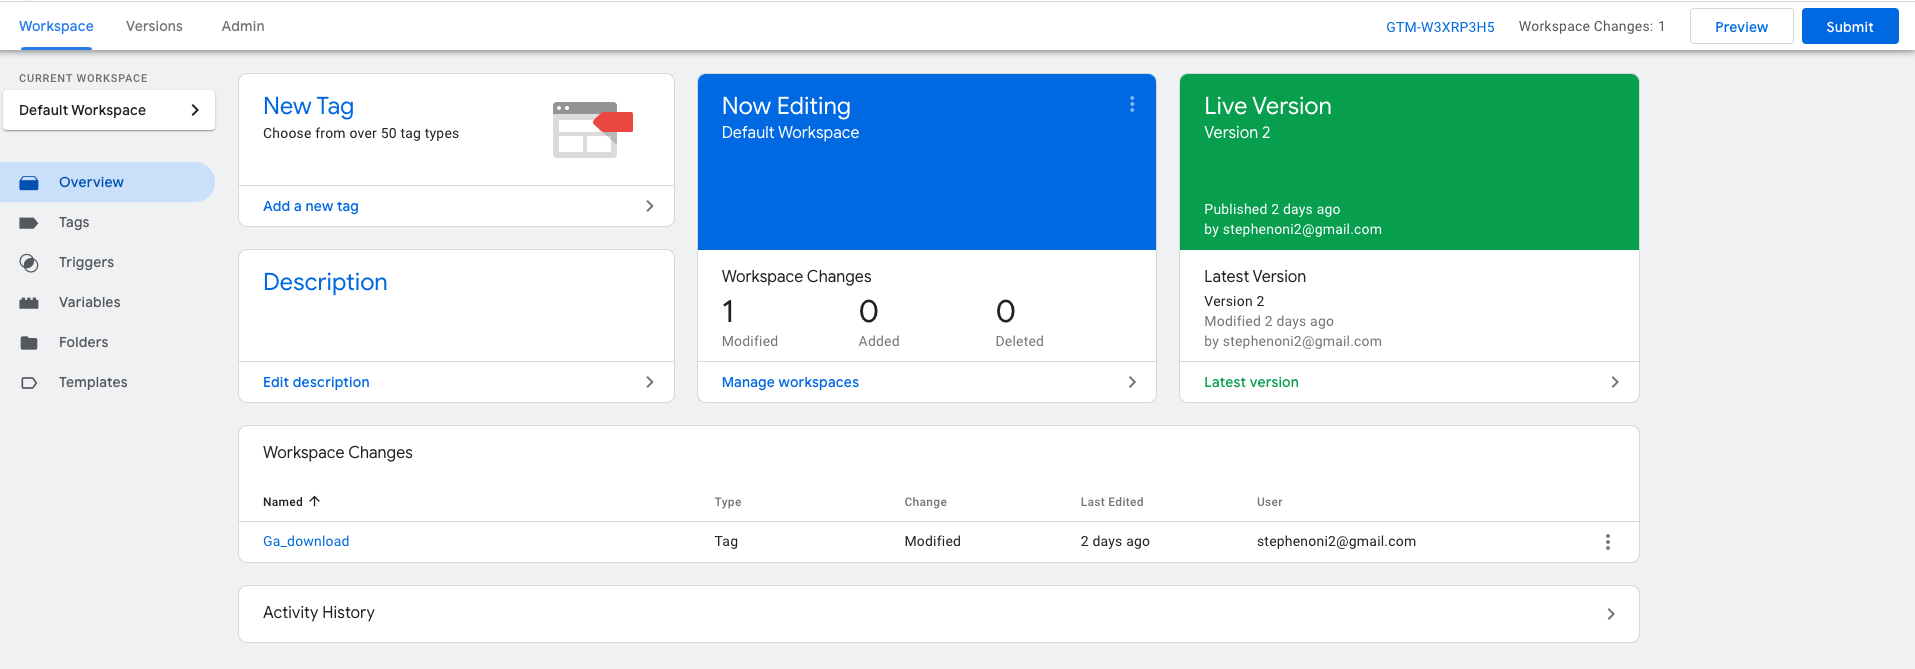 Workspace Versions Admin GTM-W3XRP3H5 Workspace Changes: 1 Preview Submit
CURRENT WORKSPACE
Default Workspace
Overview
Tags
Triggers
Variables
Folders
Templates
New Tag
Choose from over 50 tag types
Add a new tag
Description
Edit description
Now Editing
Default Workspace
Workspace Changes
1 0 0
Modified Added Deleted
Manage workspaces
Live Version
Version 2
Published 2 days ago
by stephenoni2@gmail.com
Latest Version
Version 2
Modified 2 days ago
by stephenoni2@gmail.com
Latest version
Workspace Changes
Named Type Change Last Edited User
Ga_download Tag Modified 2 days ago stephenoni2@gmail.com
Activity History